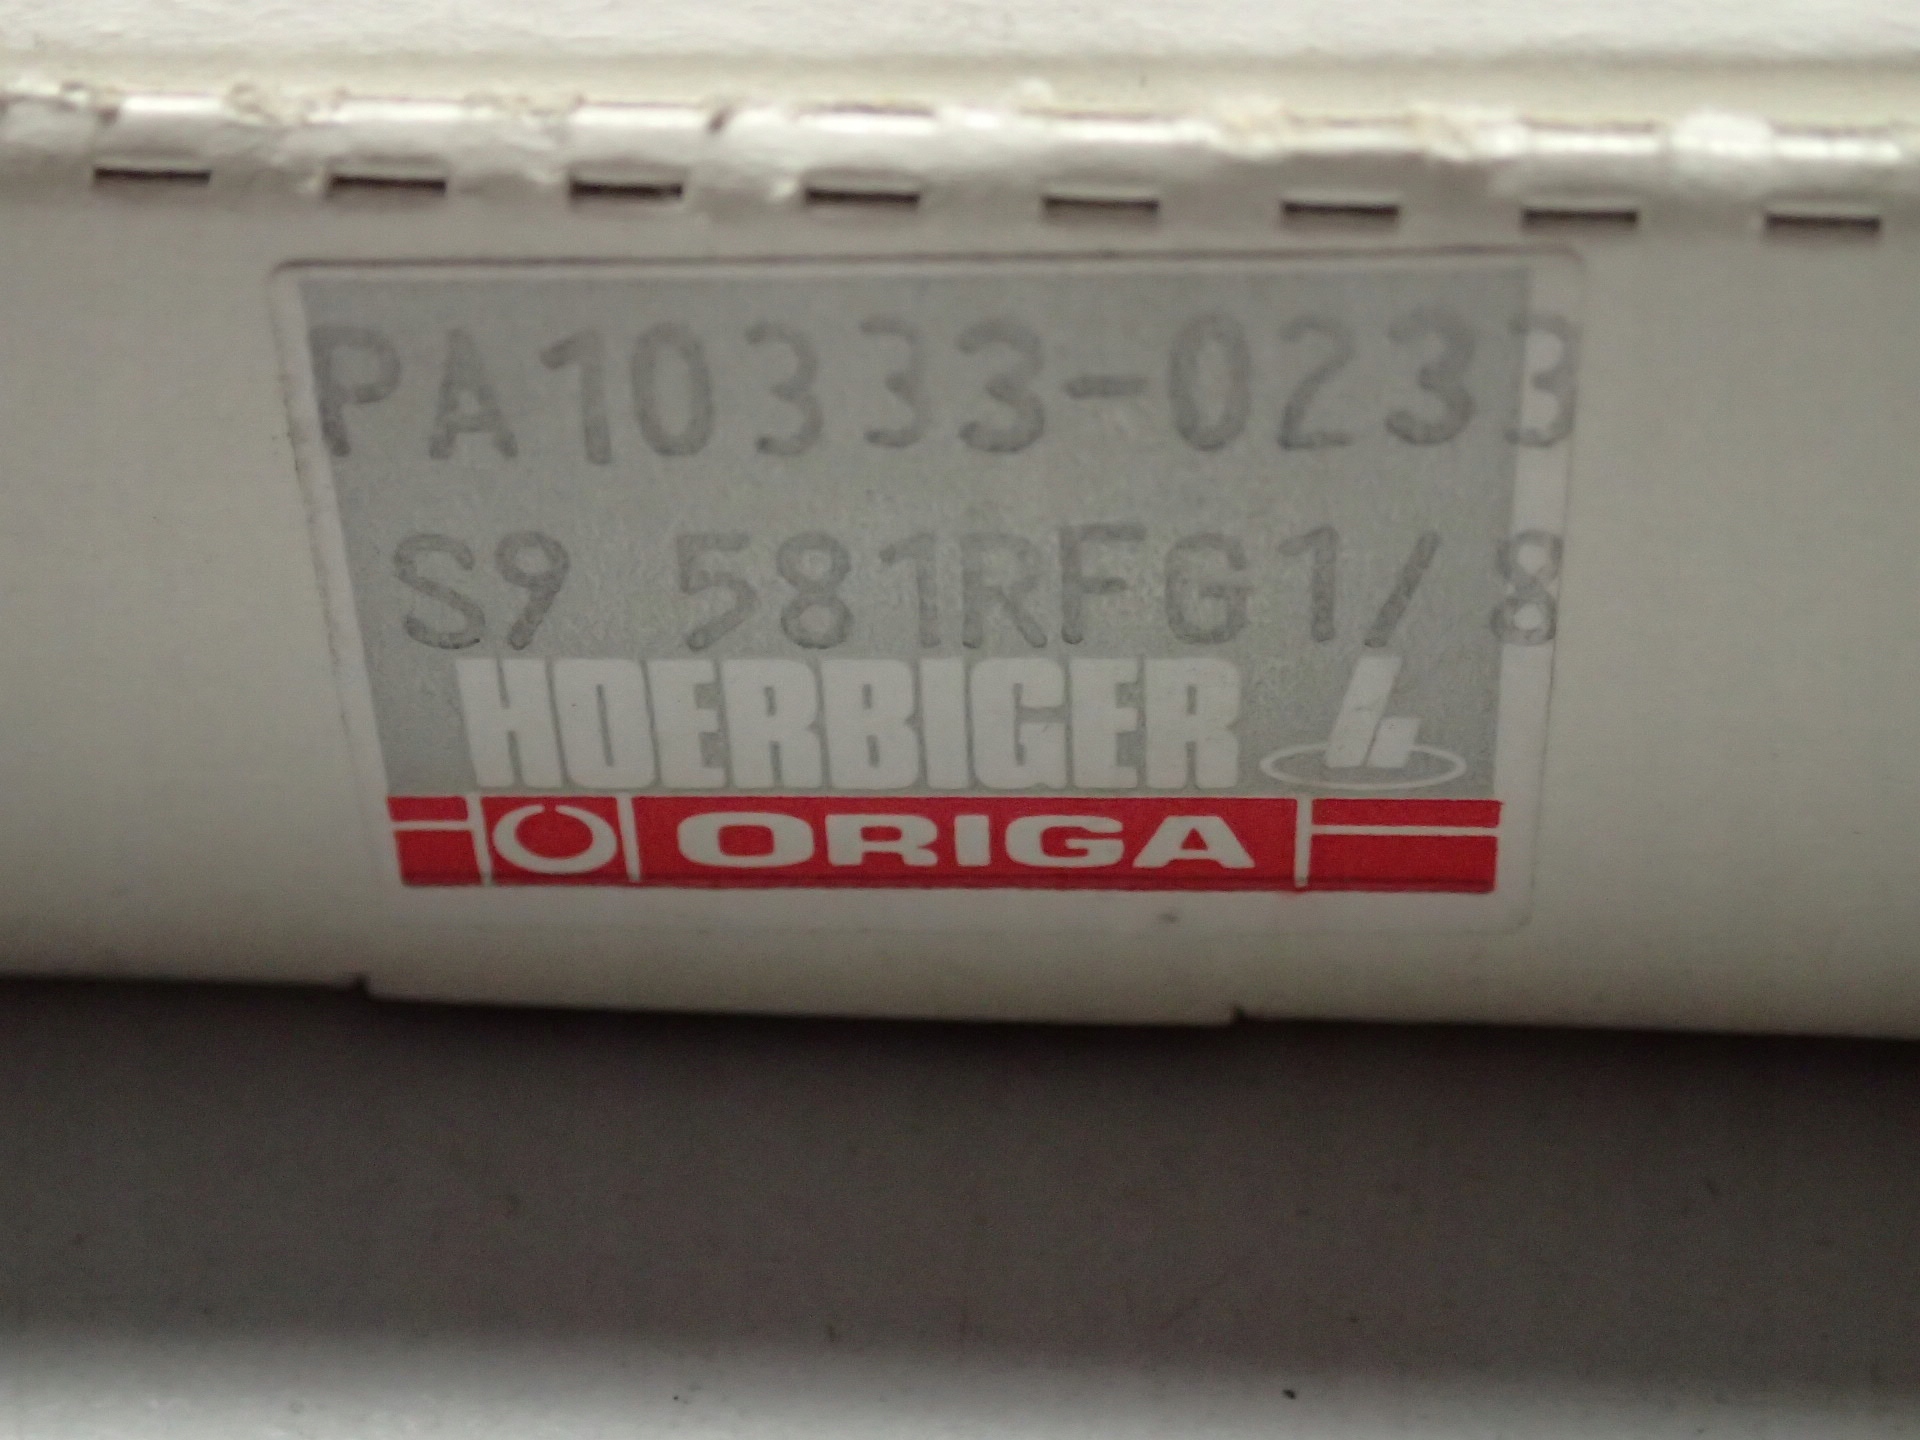 PA10333-0233
S9 581RFG1/8
HOERBIGER
ORIGA